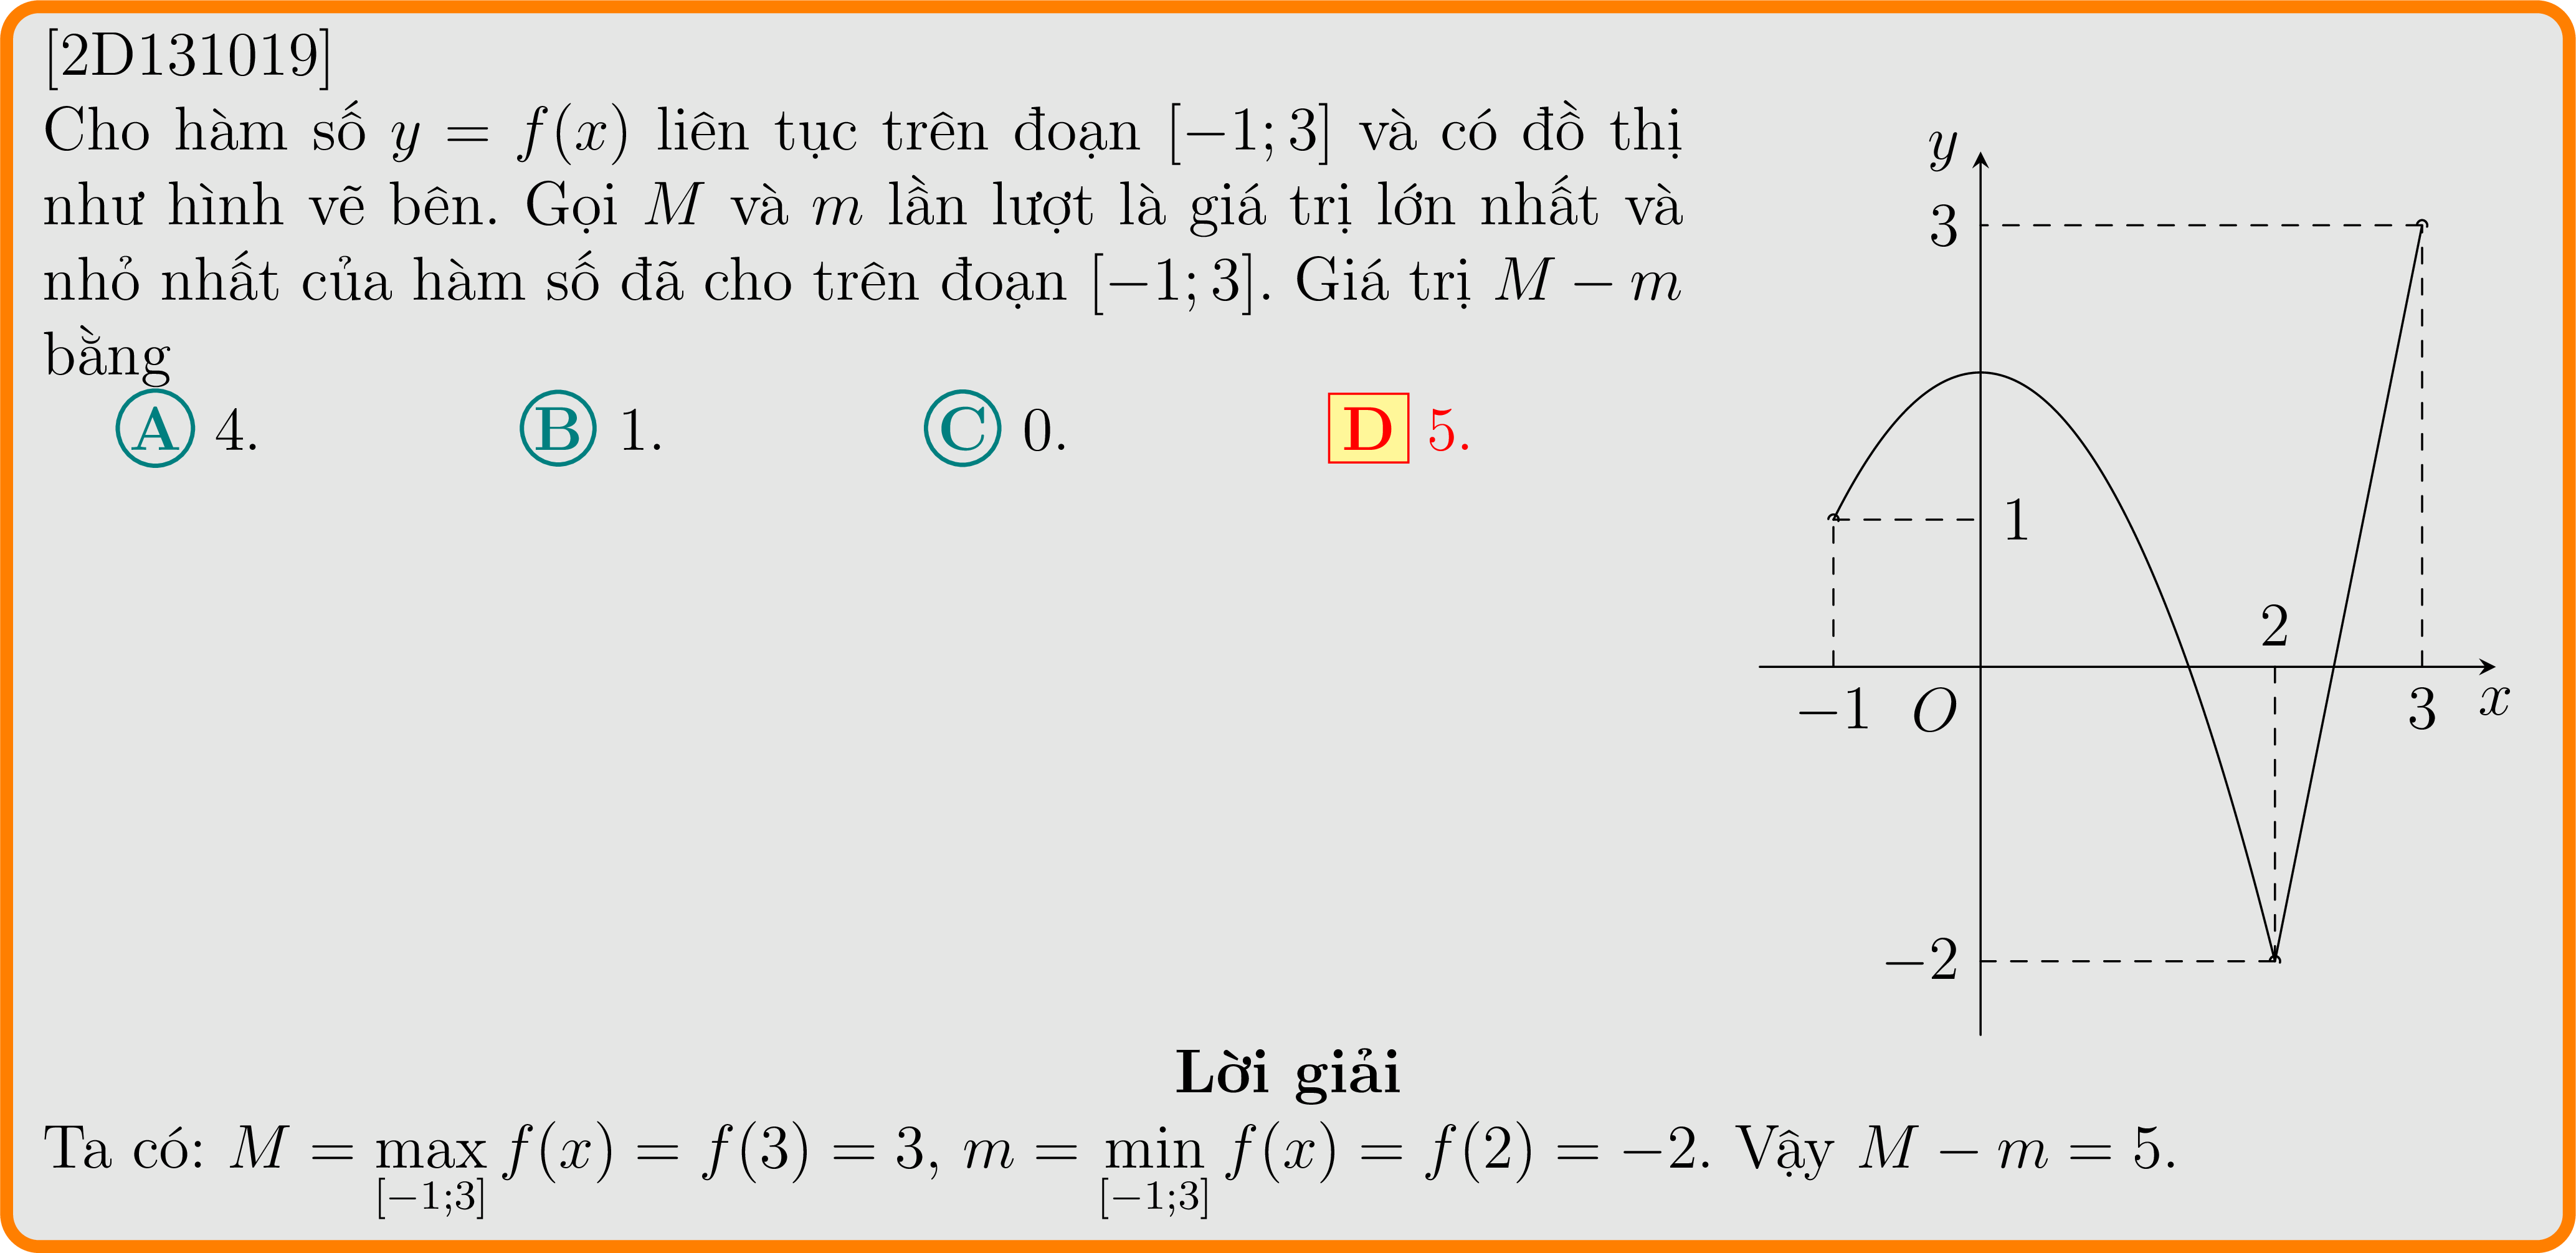 [2D131019]
Cho hàm số y = f(x) liên tục trên đoạn [−1; 3] và có đồ thị
như hình vẽ bên. Gọi M và m lần lượt là giá trị lớn nhất và
nhỏ nhất của hàm số đã cho trên đoạn [−1; 3]. Giá trị M − m
bằng
A 4. B 1. C 0. D 5.
y
3
1
2
−1 O 3 x
−2
Lời giải
Ta có: M = max f(x) = f(3) = 3, m = min f(x) = f(2) = −2. Vậy M − m = 5.
[−1;3] [−1;3]